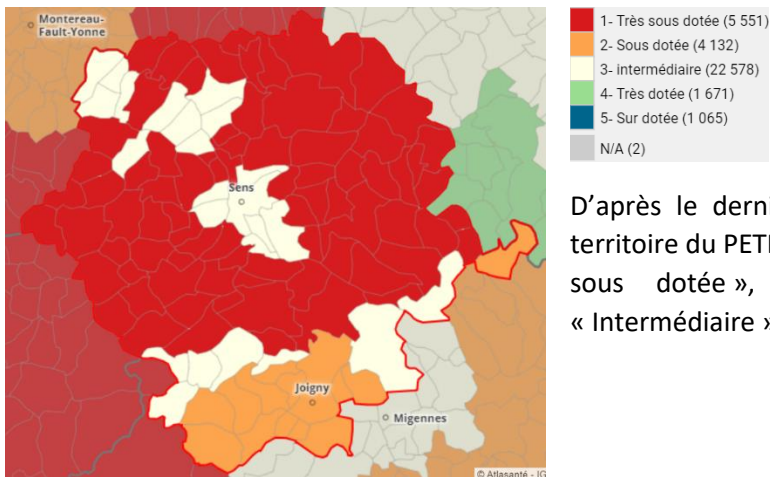 Montereau-
Fault-Yonne
Sens
Joigny
Migennes
© Atlasanté - IG
1- Très sous dotée (5 551)
2- Sous dotée (4 132)
3- intermédiaire (22 578)
4- Très dotée (1 671)
5- Sur dotée (1 065)
N/A (2)
D’après le derni
territoire du PET
sous dotée »,
« Intermédiaire »